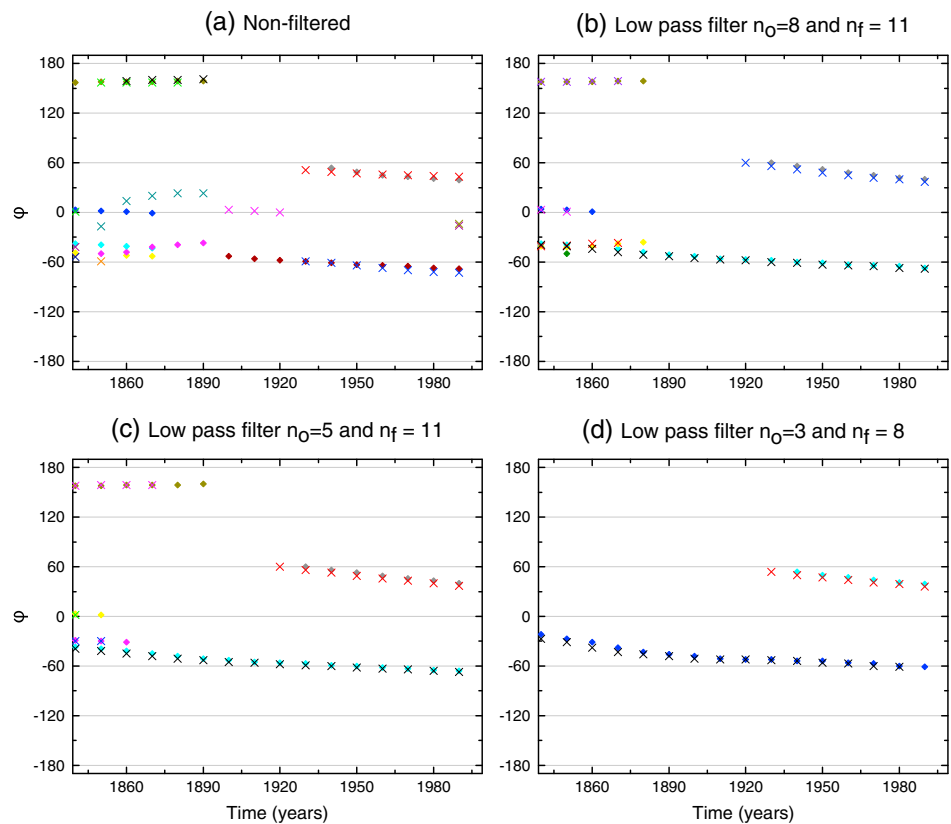 (a) Non-filtered
(b) Low pass filter no=8 and nf = 11
180
120
60
0
-60
-120
-180
φ
1860 1890 1920 1950 1980
180
120
60
0
-60
-120
-180
1860 1890 1920 1950 1980
(c) Low pass filter no=5 and nf = 11
(d) Low pass filter no=3 and nf = 8
180
120
60
0
-60
-120
-180
φ
1860 1890 1920 1950 1980
Time (years)
180
120
60
0
-60
-120
-180
1860 1890 1920 1950 1980
Time (years)